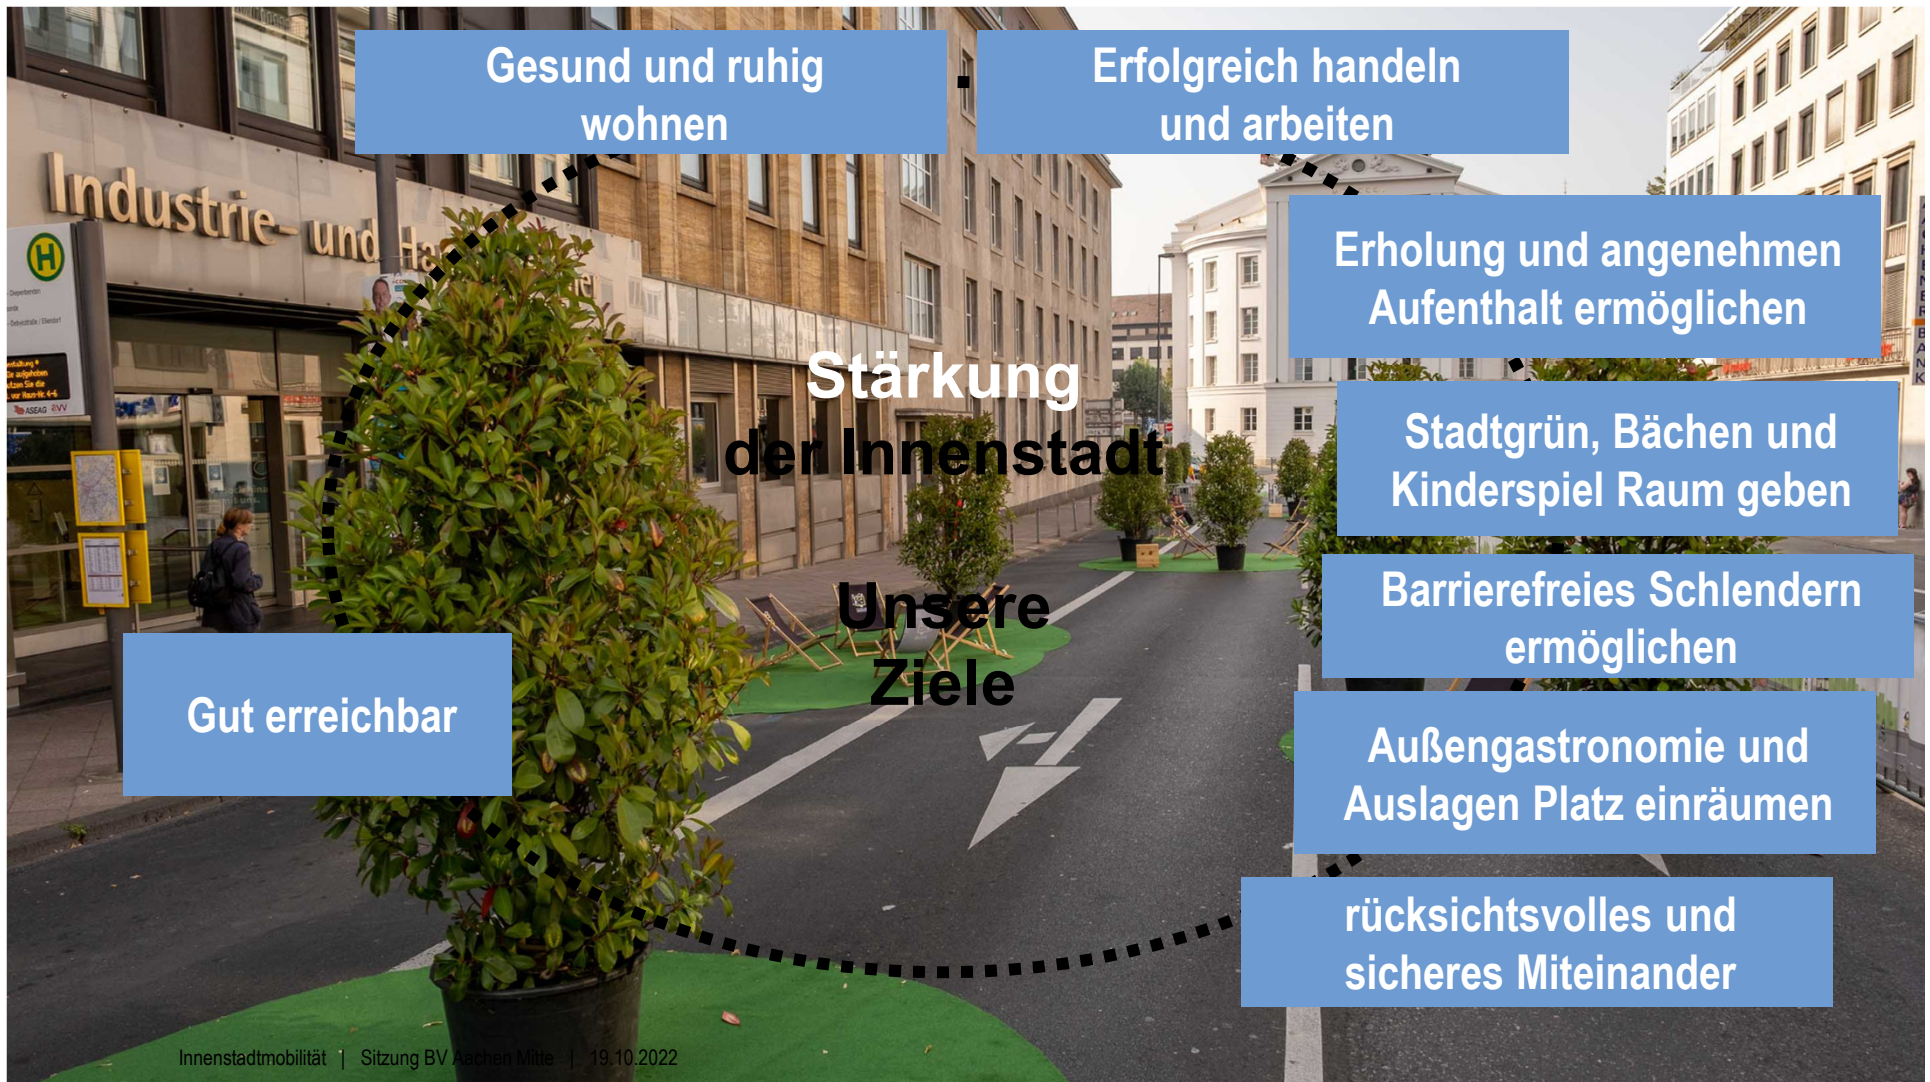 Gesund und ruhig
wohnen
Erfolgreich handeln
und arbeiten
Industrie- und
H
Erholung und angenehmen
Aufenthalt ermöglichen
Stärkung
der Innenstadt
Stadtgrün, Bächen und
Kinderspiel Raum geben
Unsere
Ziele
Barrierefreies Schlendern
ermöglichen
Gut erreichbar
Außengastronomie und
Auslagen Platz einräumen
rücksichtsvolles und
sicheres Miteinander
ASEAG
Innenstadtmobilität | Sitzung BV Aachen Mitte | 19.10.2022